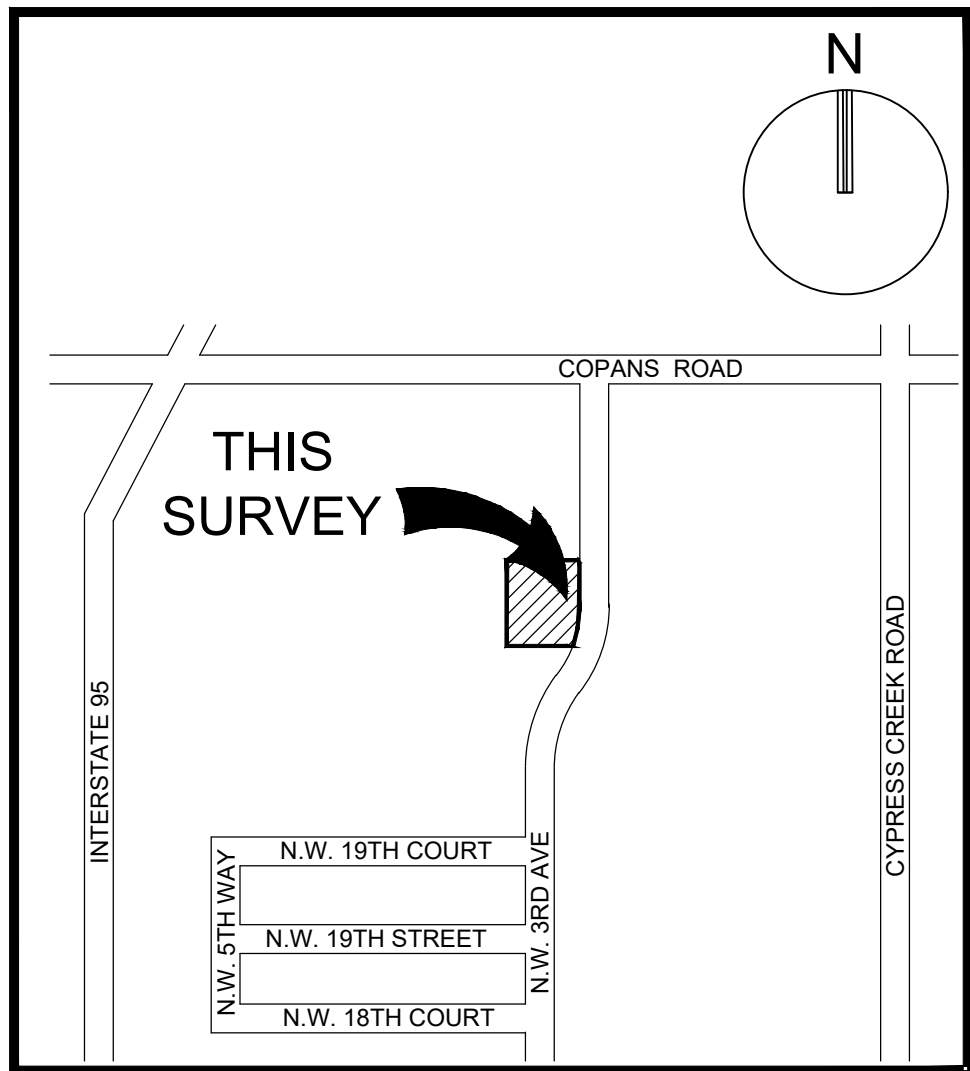 N
COPANS ROAD
THIS
SURVEY
INTERSTATE 95
CYPRESS CREEK ROAD
N.W. 19TH COURT
N.W. 5TH WAY
N.W. 3RD AVE
N.W. 19TH STREET
N.W. 18TH COURT